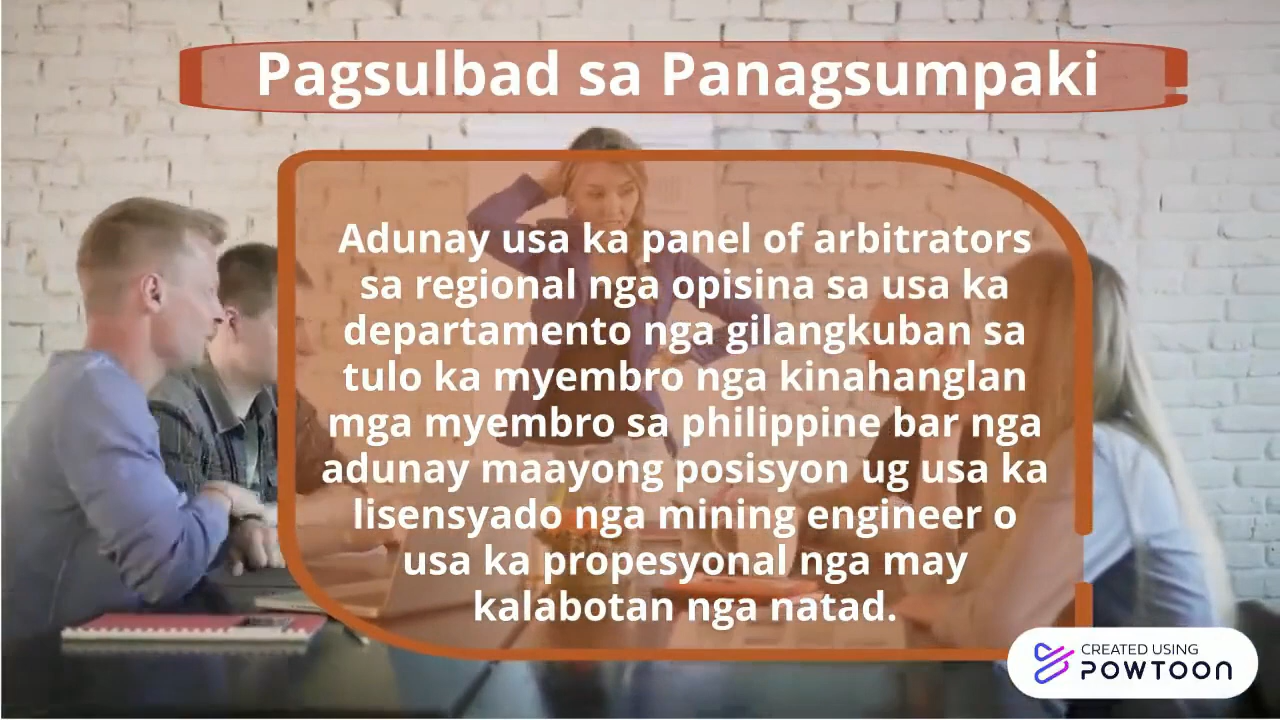 Pagsulbad sa Panagsumpaki
Adunay usa ka panel of arbitrators
sa regional nga opisina sa usa ka
departamento nga gilangkuban sa
tulo ka myembro nga kinahanglan
mga myembro sa philippine bar nga
adunay maayong posisyon ug usa ka
lisensyado nga mining engineer o
usa ka propesyonal nga may
kalabotan nga natad.
CREATED USING
POWTOON